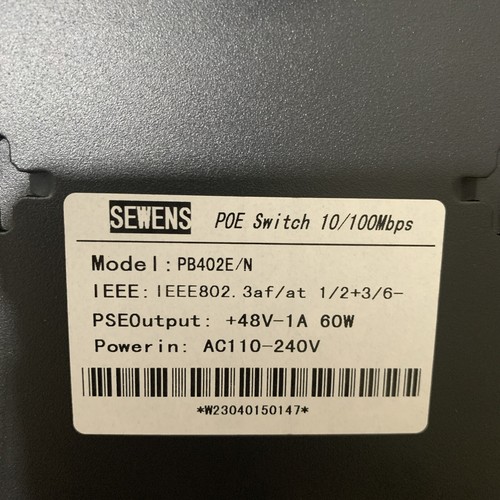 SEWENS POE Switch 10/100Mbps
Model: PB402E/N
IEEE: IEEE802.3af/at 1/2+3/6-
PSEOutput: +48V-1A 60W
Powerin: AC110-240V
*W23040150147*